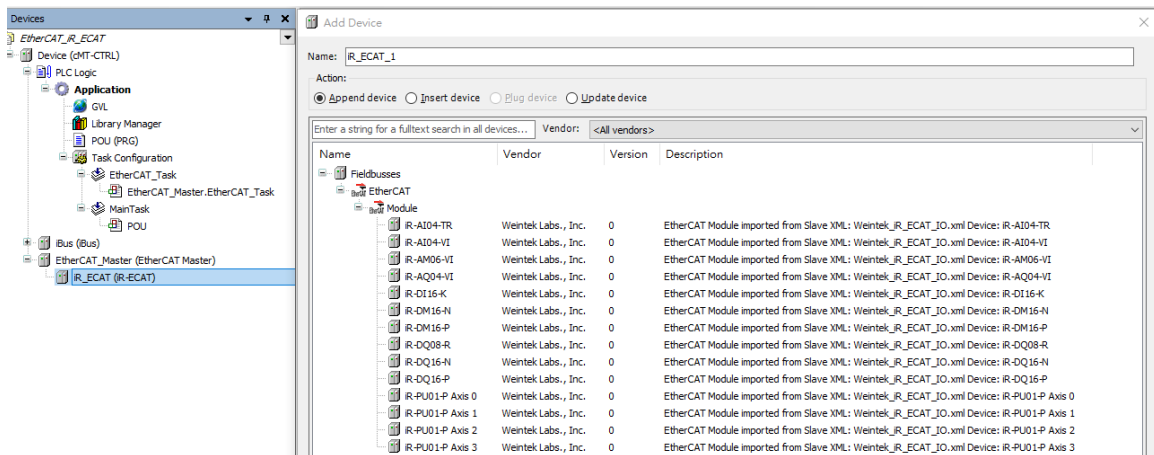 Devices
EtherCAT_iR_ECAT
Device (cMT-CTRL)
PLC Logic
Application
GVL
Library Manager
POU (PRG)
Task Configuration
EtherCAT_Task
EtherCAT_Master.EtherCAT_Task
MainTask
POU
iBus (iBus)
EtherCAT_Master (EtherCAT Master)
iR_ECAT (iR-ECAT)
Add Device
Name: iR_ECAT_1
Action:
Append device Insert device Plug device Update device
Enter a string for a fulltext search in all devices... Vendor: <All vendors>
Name Vendor Version Description
Fieldbusses
EtherCAT
Module
iR-AI04-TR Weintek Labs., Inc. 0 EtherCAT Module imported from Slave XML: Weintek_iR_ECAT_IO.xml Device: iR-AI04-TR
iR-AI04-VI Weintek Labs., Inc. 0 EtherCAT Module imported from Slave XML: Weintek_iR_ECAT_IO.xml Device: iR-AI04-VI
iR-AM06-VI Weintek Labs., Inc. 0 EtherCAT Module imported from Slave XML: Weintek_iR_ECAT_IO.xml Device: iR-AM06-VI
iR-AQ04-VI Weintek Labs., Inc. 0 EtherCAT Module imported from Slave XML: Weintek_iR_ECAT_IO.xml Device: iR-AQ04-VI
iR-DI16-K Weintek Labs., Inc. 0 EtherCAT Module imported from Slave XML: Weintek_iR_ECAT_IO.xml Device: iR-DI16-K
iR-DM16-N Weintek Labs., Inc. 0 EtherCAT Module imported from Slave XML: Weintek_iR_ECAT_IO.xml Device: iR-DM16-N
iR-DM16-P Weintek Labs., Inc. 0 EtherCAT Module imported from Slave XML: Weintek_iR_ECAT_IO.xml Device: iR-DM16-P
iR-DQ08-R Weintek Labs., Inc. 0 EtherCAT Module imported from Slave XML: Weintek_iR_ECAT_IO.xml Device: iR-DQ08-R
iR-DQ16-N Weintek Labs., Inc. 0 EtherCAT Module imported from Slave XML: Weintek_iR_ECAT_IO.xml Device: iR-DQ16-N
iR-DQ16-P Weintek Labs., Inc. 0 EtherCAT Module imported from Slave XML: Weintek_iR_ECAT_IO.xml Device: iR-DQ16-P
iR-PU01-P Axis 0 Weintek Labs., Inc. 0 EtherCAT Module imported from Slave XML: Weintek_iR_ECAT_IO.xml Device: iR-PU01-P Axis 0
iR-PU01-P Axis 1 Weintek Labs., Inc. 0 EtherCAT Module imported from Slave XML: Weintek_iR_ECAT_IO.xml Device: iR-PU01-P Axis 1
iR-PU01-P Axis 2 Weintek Labs., Inc. 0 EtherCAT Module imported from Slave XML: Weintek_iR_ECAT_IO.xml Device: iR-PU01-P Axis 2
iR-PU01-P Axis 3 Weintek Labs., Inc. 0 EtherCAT Module imported from Slave XML: Weintek_iR_ECAT_IO.xml Device: iR-PU01-P Axis 3